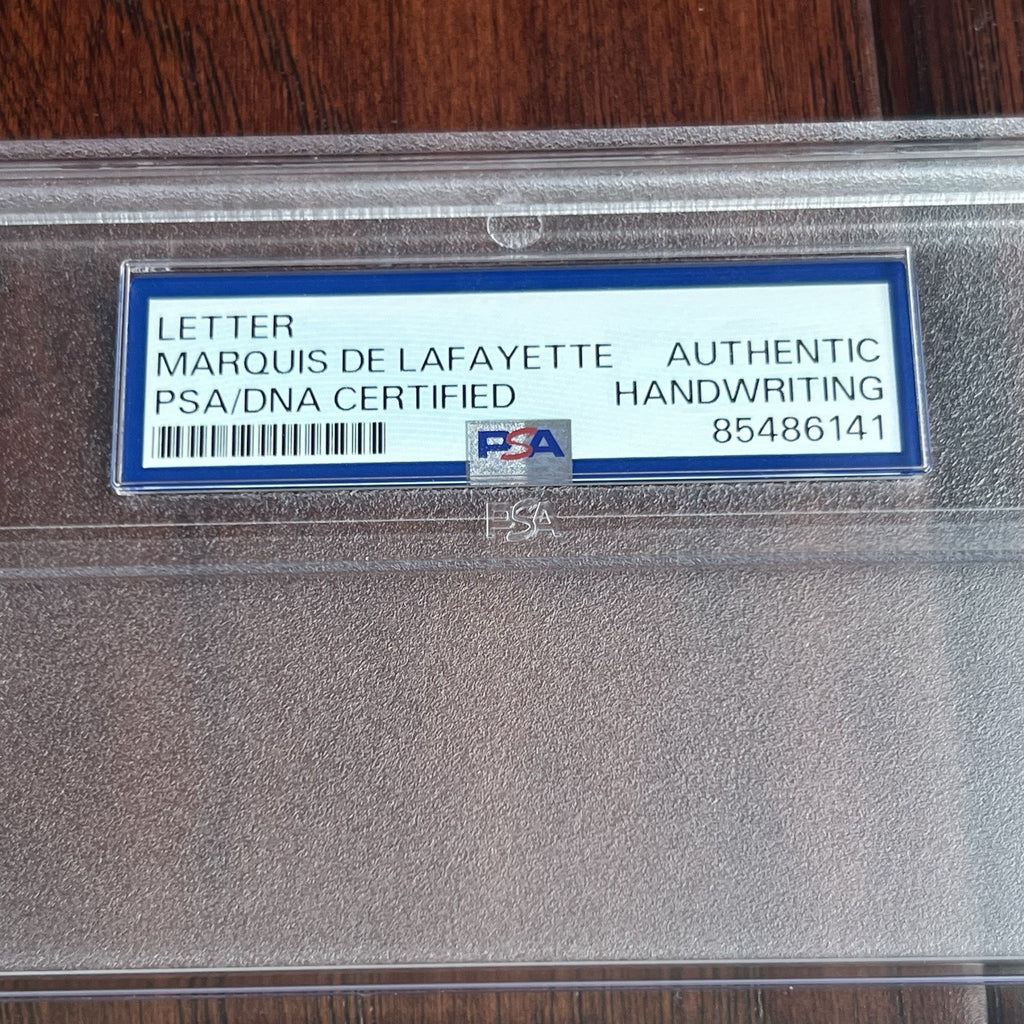 LETTER
MARQUIS DE LAFAYETTE
PSA/DNA CERTIFIED
AUTHENTIC
HANDWRITING
85486141
PSA
PSA